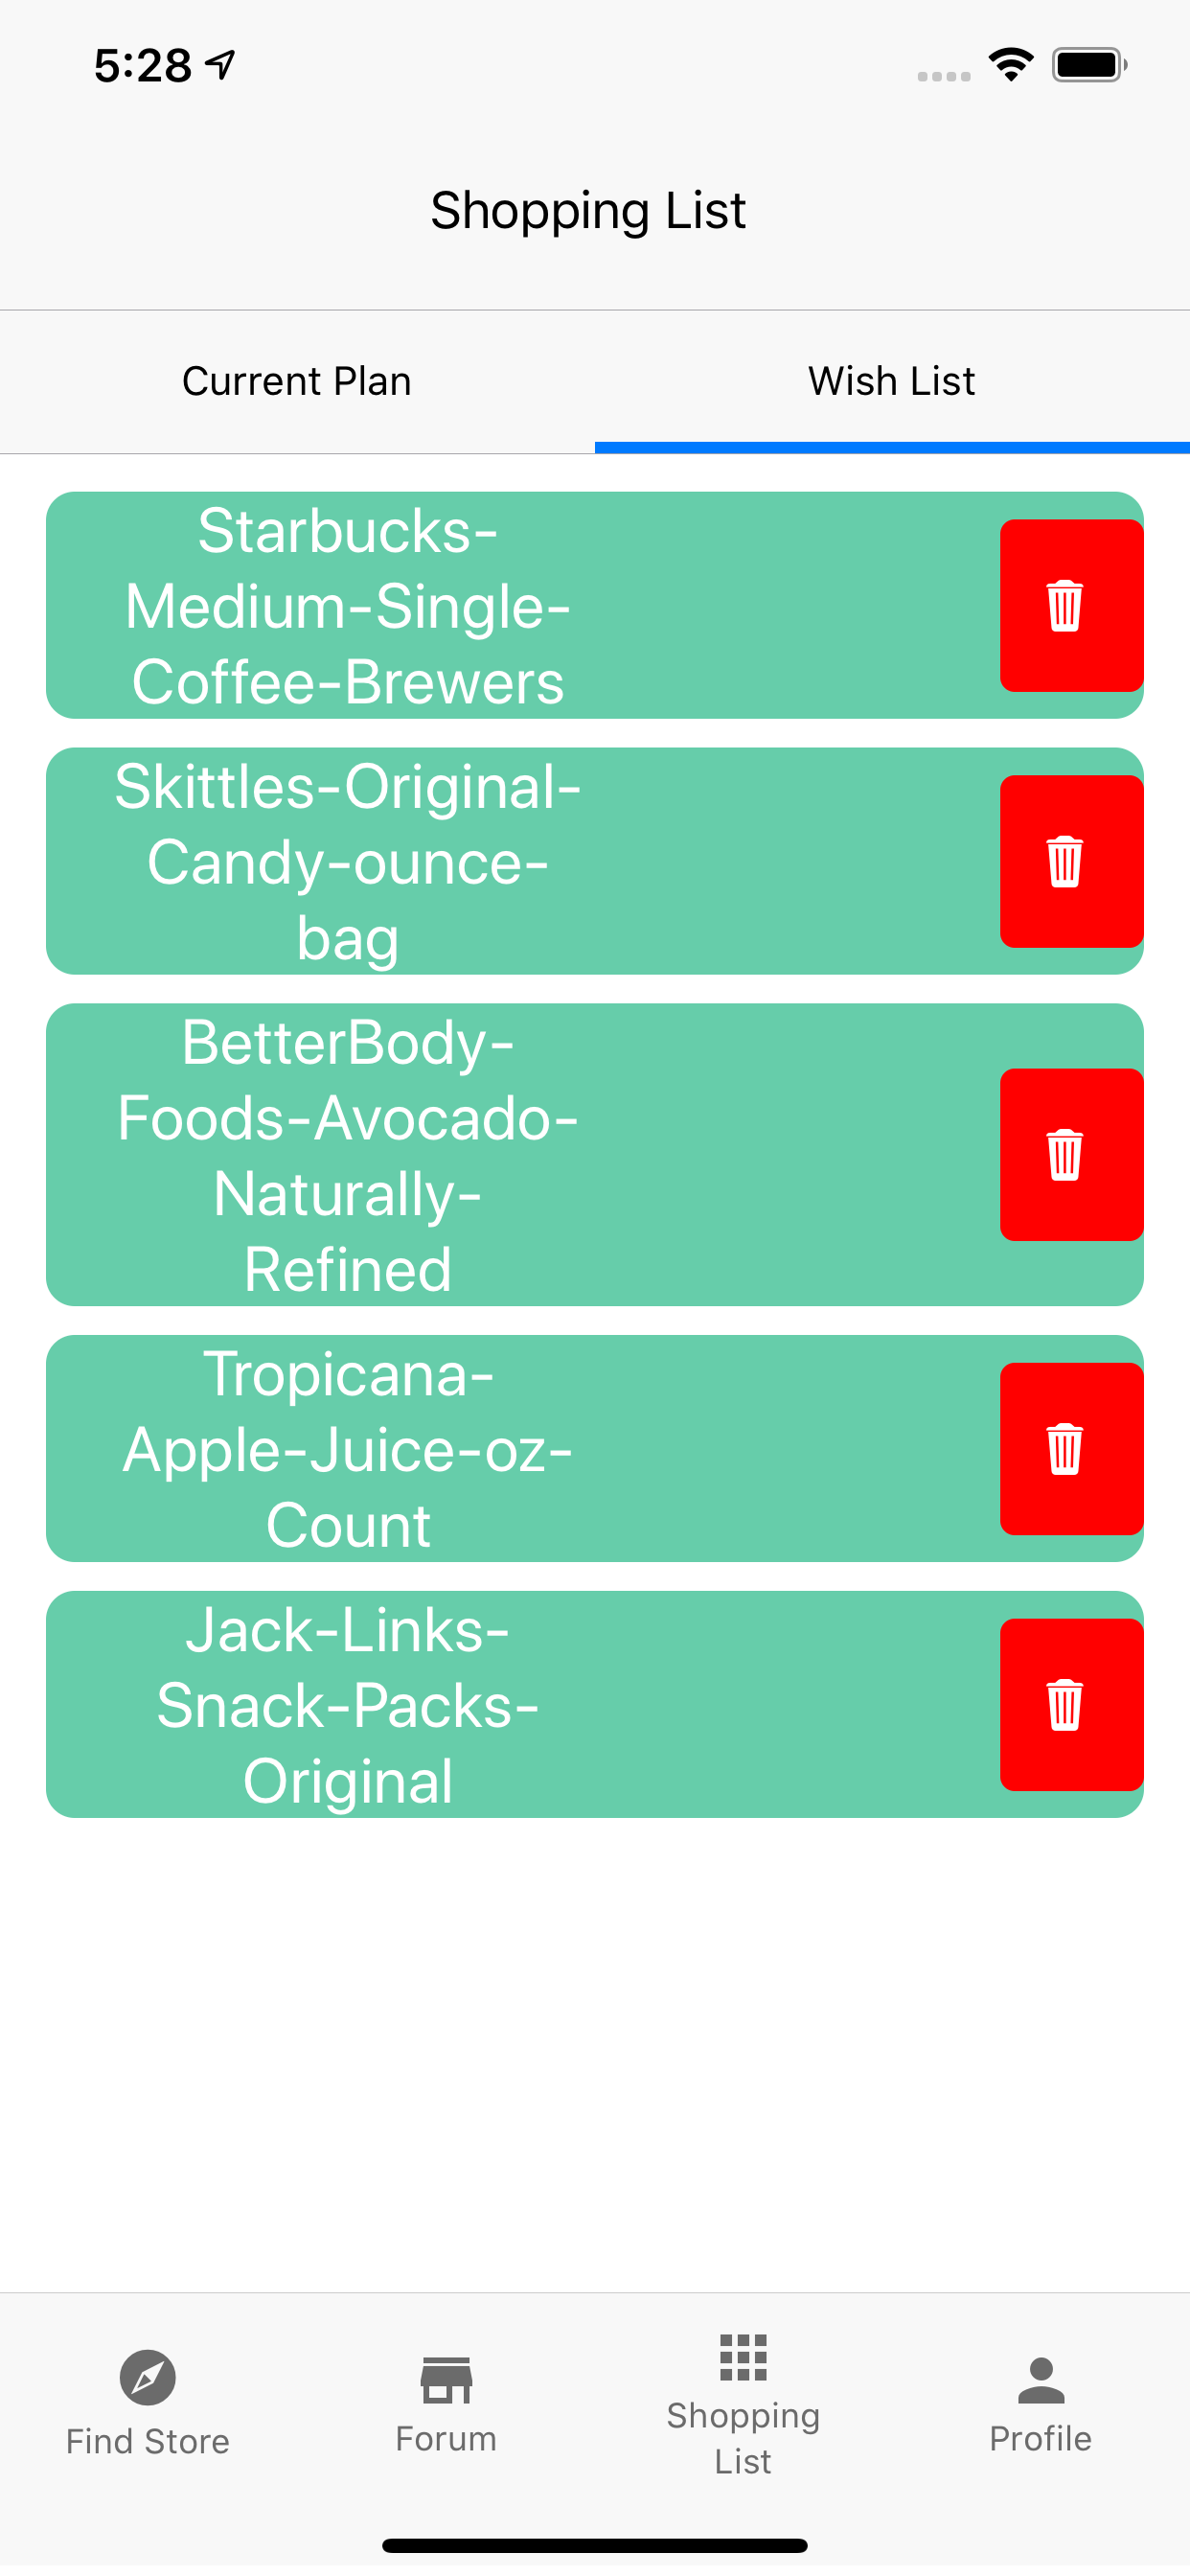 5:28
Shopping List
Current Plan
Wish List
Starbucks-
Medium-Single-
Coffee-Brewers
Skittles-Original-
Candy-ounce-
bag
BetterBody-
Foods-Avocado-
Naturally-
Refined
Tropicana-
Apple-Juice-oz-
Count
Jack-Links-
Snack-Packs-
Original
Find Store
Forum
Shopping
List
Profile